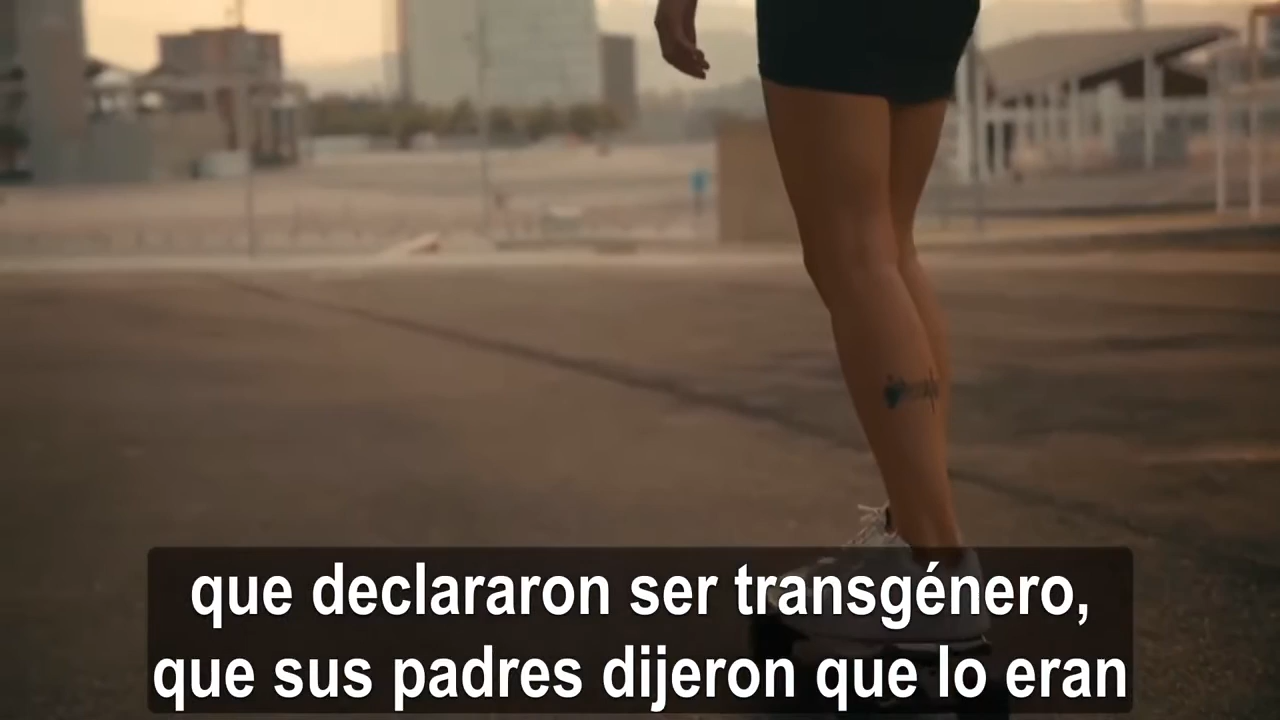 que declararon ser transgénero,
que sus padres dijeron que lo eran